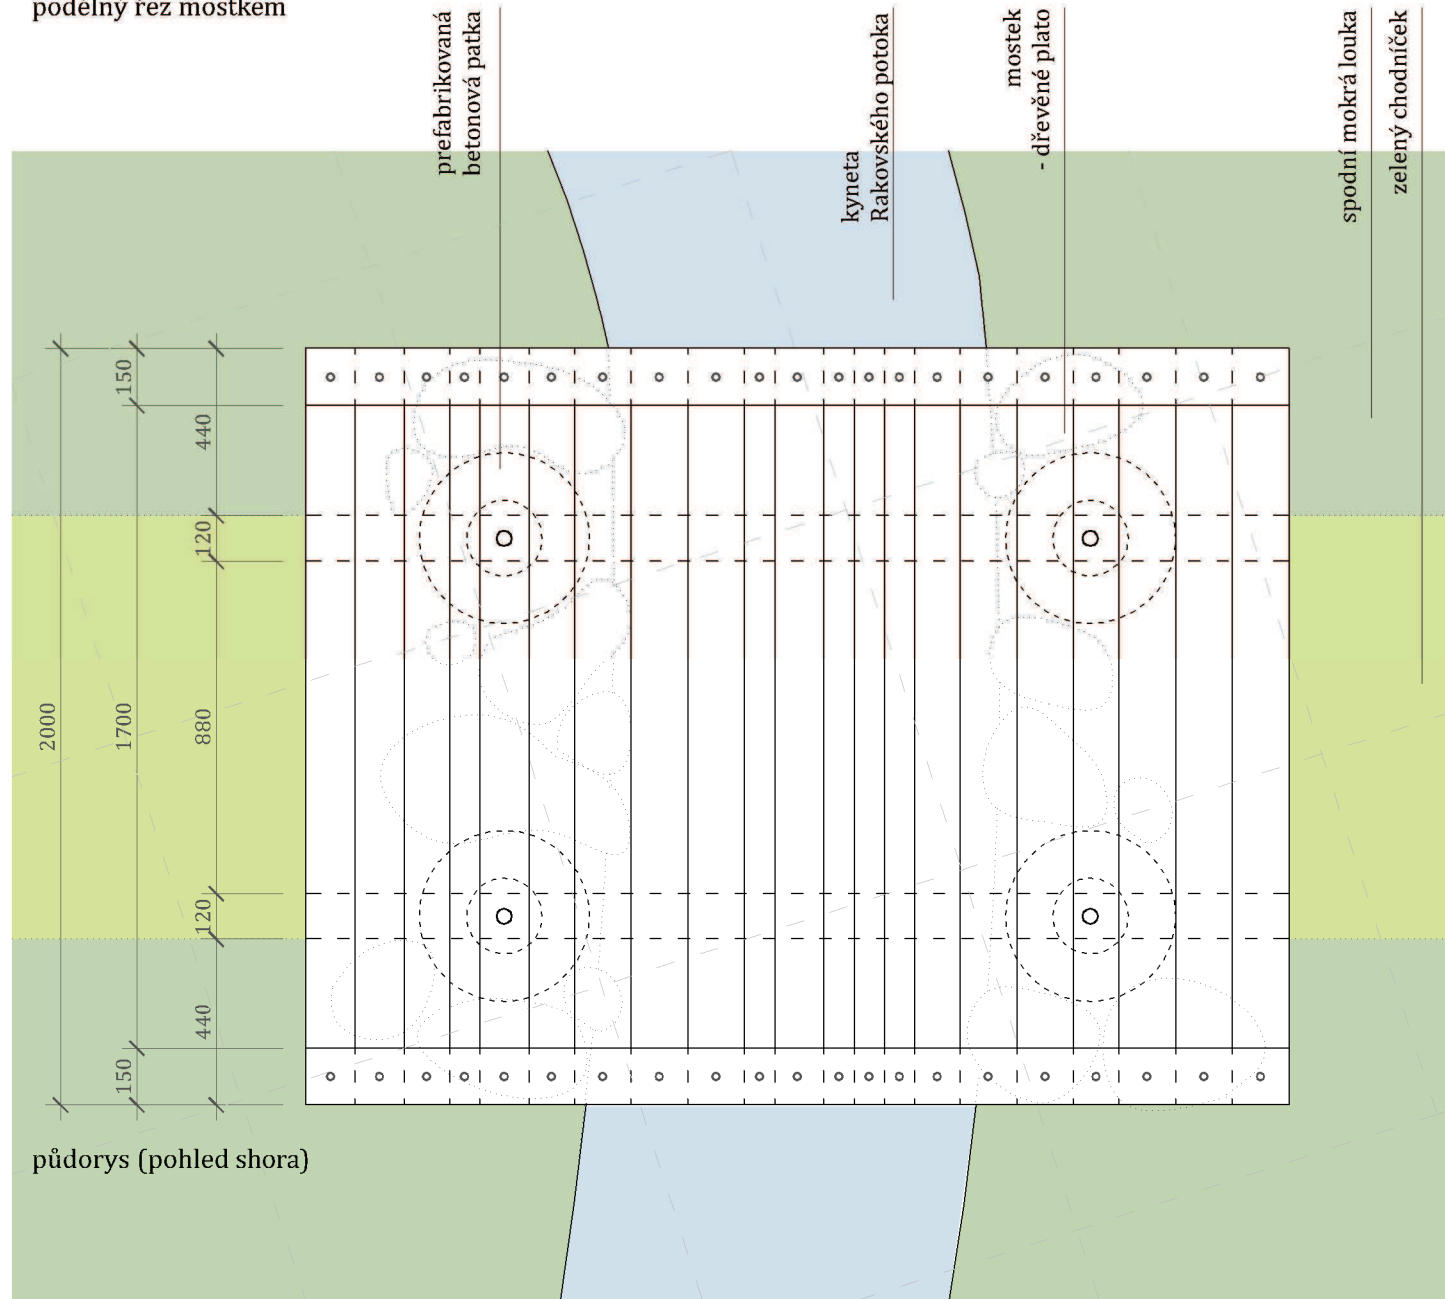 podélný řez mostkem
prefabrikovaná
betonová patka
kyneta
Rakovského potoka
mostek
- dřevěné plato
spodní mokrá louka
zelený chodníček
150
440
120
2000
1700
880
120
440
150
půdorys (pohled shora)